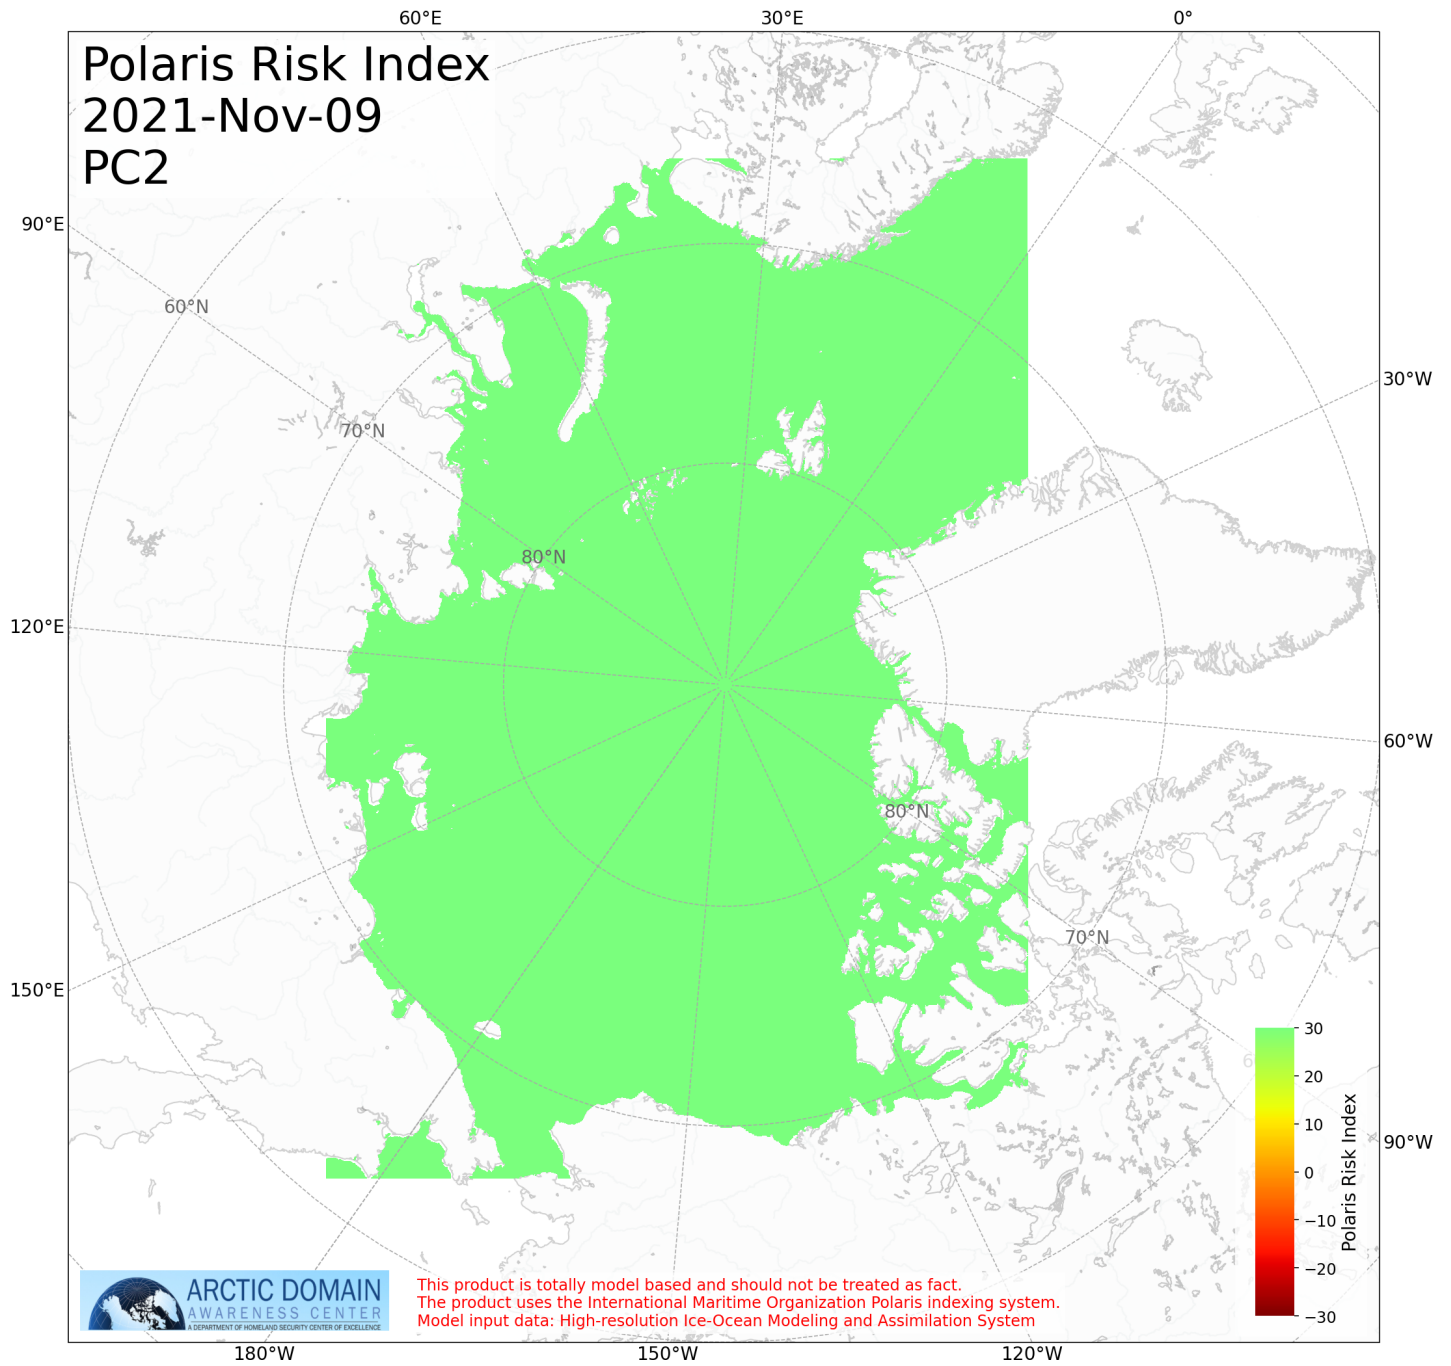 60°E
30°E
0°
Polaris Risk Index
2021-Nov-09
PC2
90°E
60°N
30°W
70°N
80°N
120°E
60W
80°N
70°N
150°E
30
20
10
0
−10
−20
−30
Polaris Risk Index
90°W
ARCTIC DOMAIN
AWARENESS CENTER
A DEPARTMENT OF HOMELAND SECURITY CENTER OF EXCELLENCE
This product is totally model based and should not be treated as fact.
The product uses the International Maritime Organization Polaris indexing system.
Model input data: High-resolution Ice-Ocean Modeling and Assimilation System
180°W
150°W
120°W